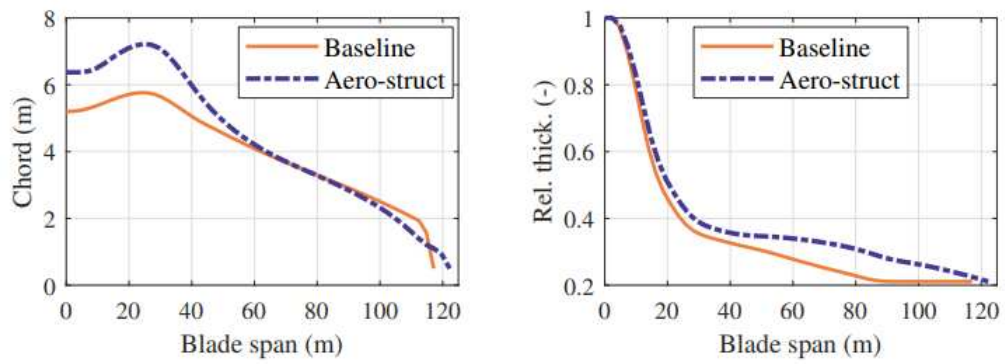 8
6
4
2
0
Chord (m)
Baseline
Aero-struct
0 20 40 60 80 100 120
Blade span (m)
1
0.8
0.6
0.4
0.2
Rel. thick. (-)
Baseline
Aero-struct
0 20 40 60 80 100 120
Blade span (m)